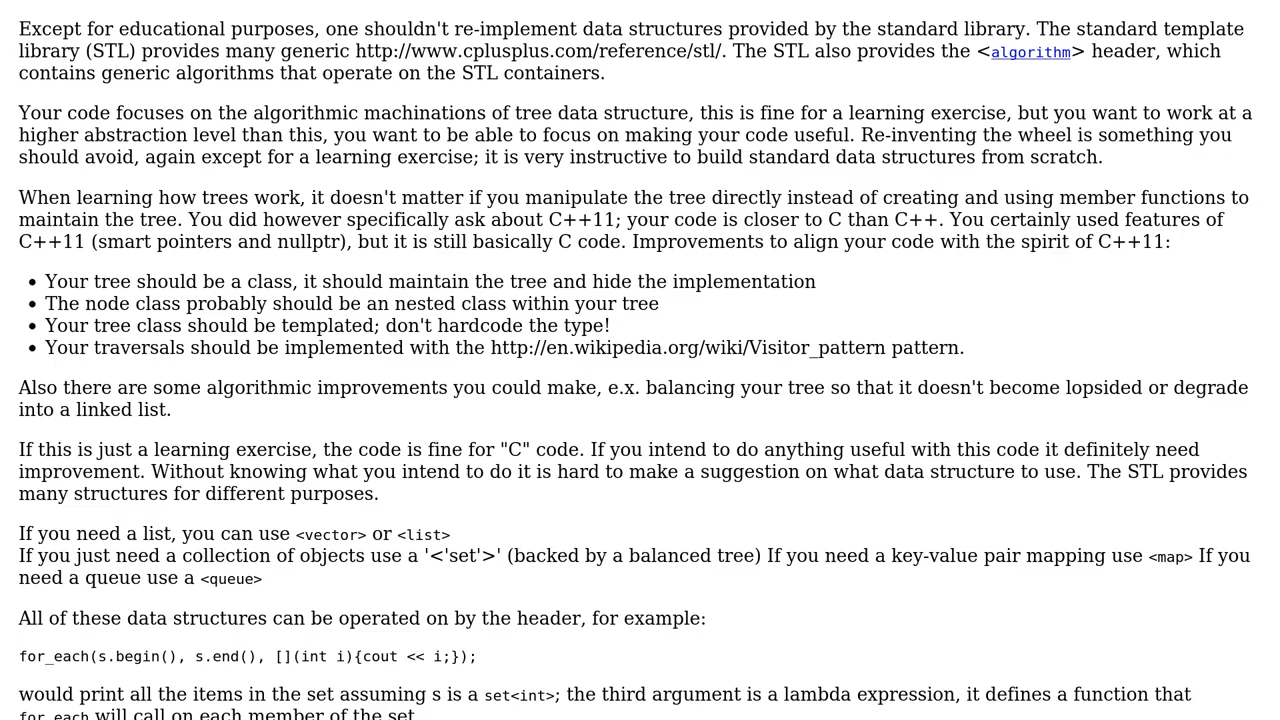 Except for educational purposes, one shouldn't re-implement data structures provided by the standard library. The standard template
library (STL) provides many generic http://www.cplusplus.com/reference/stl/. The STL also provides the <algorithm> header, which
contains generic algorithms that operate on the STL containers.
Your code focuses on the algorithmic machinations of tree data structure, this is fine for a learning exercise, but you want to work at a
higher abstraction level than this, you want to be able to focus on making your code useful. Re-inventing the wheel is something you
should avoid, again except for a learning exercise; it is very instructive to build standard data structures from scratch.
When learning how trees work, it doesn't matter if you manipulate the tree directly instead of creating and using member functions to
maintain the tree. You did however specifically ask about C++11; your code is closer to C than C++. You certainly used features of
C++11 (smart pointers and nullptr), but it is still basically C code. Improvements to align your code with the spirit of C++11:
• Your tree should be a class, it should maintain the tree and hide the implementation
• The node class probably should be an nested class within your tree
• Your tree class should be templated; don't hardcode the type!
• Your traversals should be implemented with the http://en.wikipedia.org/wiki/Visitor_pattern pattern.
Also there are some algorithmic improvements you could make, e.x. balancing your tree so that it doesn't become lopsided or degrade
into a linked list.
If this is just a learning exercise, the code is fine for "C" code. If you intend to do anything useful with this code it definitely need
improvement. Without knowing what you intend to do it is hard to make a suggestion on what data structure to use. The STL provides
many structures for different purposes.
If you need a list, you can use <vector> or <list>
If you just need a collection of objects use a '<'set'>' (backed by a balanced tree) If you need a key-value pair mapping use <map> If you
need a queue use a <queue>
All of these data structures can be operated on by the header, for example:
for_each(s.begin(), s.end(), [](int i){cout << i;});
would print all the items in the set assuming s is a set<int>; the third argument is a lambda expression, it defines a function that
for_each will call on each member of the set